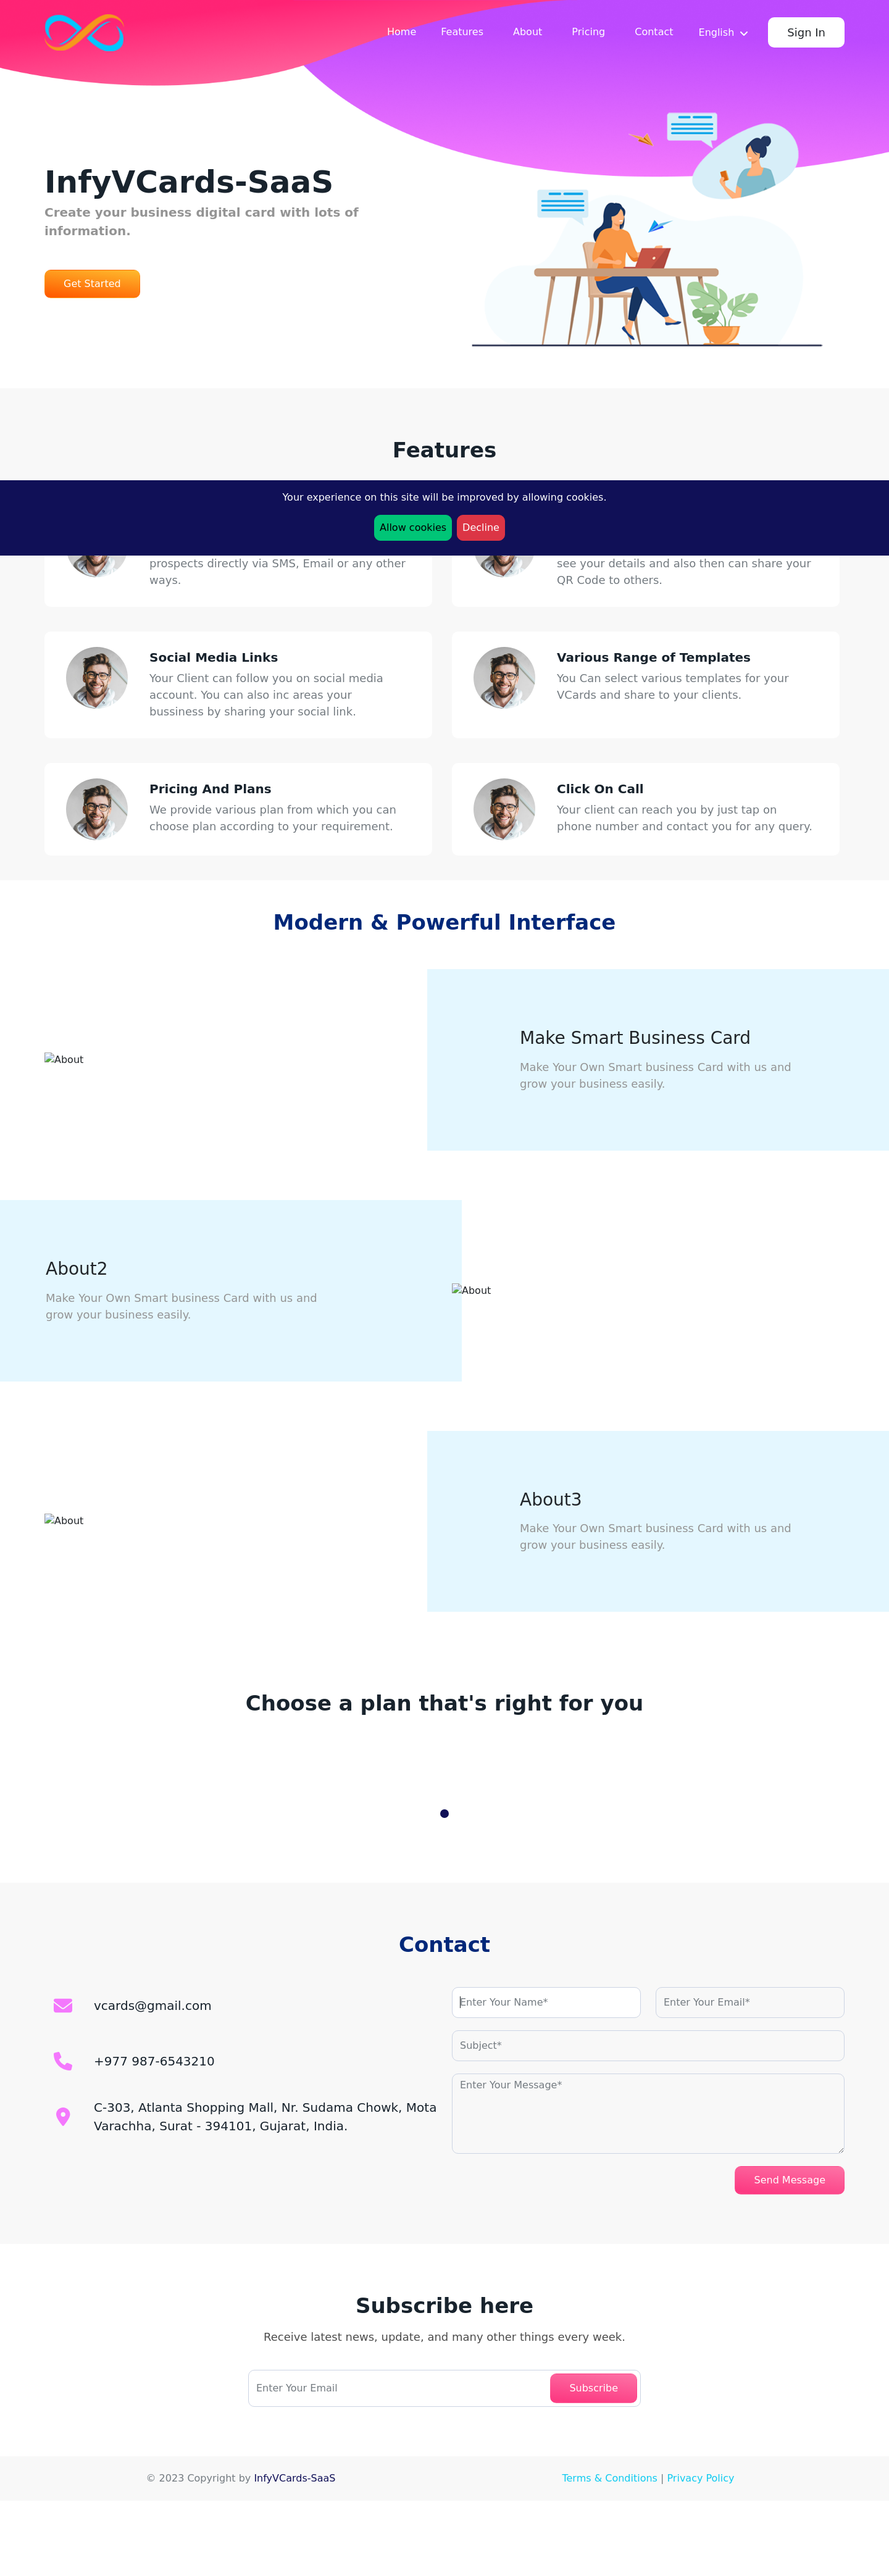 Home Features About Pricing Contact English Sign In
InfyVCards-SaaS
Create your business digital card with lots of
information.
Get Started
Features
Your experience on this site will be improved by allowing cookies.
Allow cookies Decline
prospects directly via SMS, Email or any other
ways.
see your details and also then can share your
QR Code to others.
Social Media Links
Your Client can follow you on social media
account. You can also inc areas your
bussiness by sharing your social link.
Various Range of Templates
You Can select various templates for your
VCards and share to your clients.
Pricing And Plans
We provide various plan from which you can
choose plan according to your requirement.
Click On Call
Your client can reach you by just tap on
phone number and contact you for any query.
Modern & Powerful Interface
About
Make Smart Business Card
Make Your Own Smart business Card with us and
grow your business easily.
About2
Make Your Own Smart business Card with us and
grow your business easily.
About
About
About3
Make Your Own Smart business Card with us and
grow your business easily.
Choose a plan that's right for you
Contact
vcards@gmail.com
+977 987-6543210
C-303, Atlanta Shopping Mall, Nr. Sudama Chowk, Mota
Varachha, Surat - 394101, Gujarat, India.
Enter Your Name*
Enter Your Email*
Subject*
Enter Your Message*
Send Message
Subscribe here
Receive latest news, update, and many other things every week.
Enter Your Email
Subscribe
© 2023 Copyright by InfyVCards-SaaS
Terms & Conditions | Privacy Policy